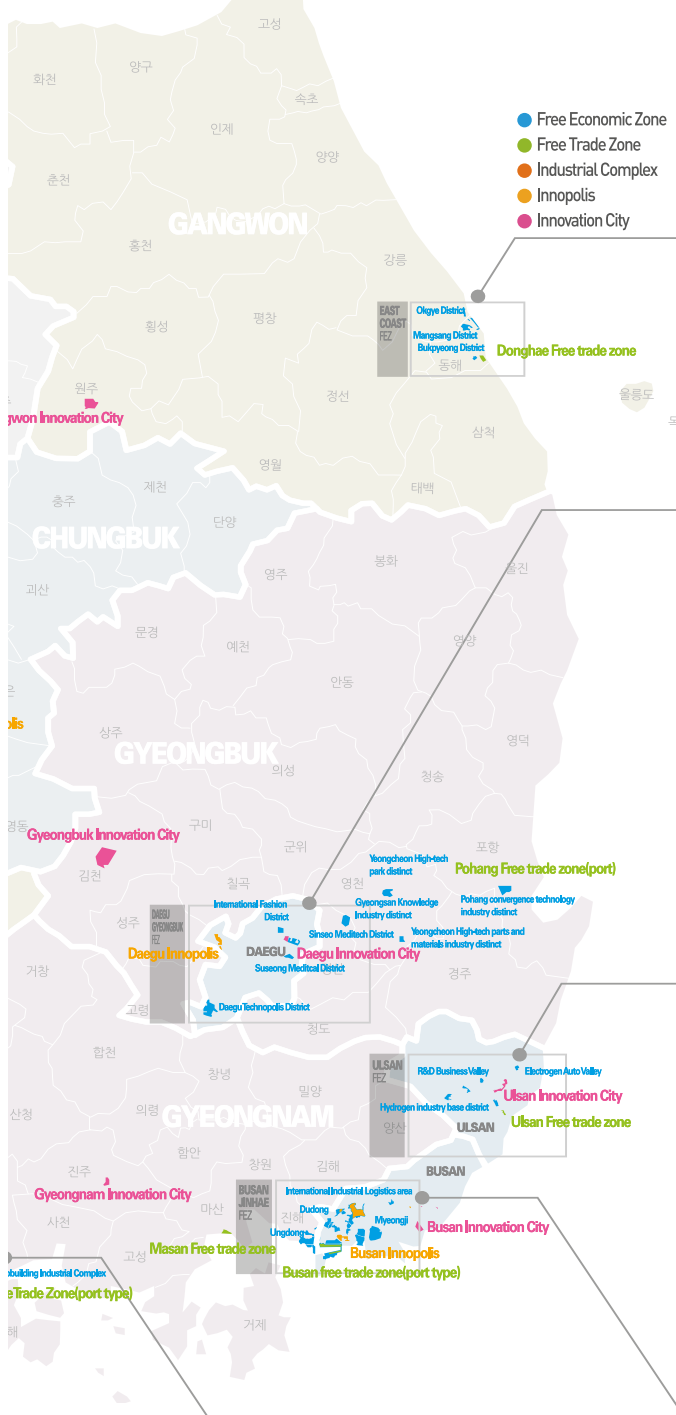 고성
화천
양구
속초
인제
양양
춘천
GANGWON
홍천
강릉
Free Economic Zone
Free Trade Zone
Industrial Complex
Innopolis
Innovation City
EAST
COAST
FEZ
Okgye District
Mangsang District
Bukpyeong District
Donghae Free trade zone
동해
횡성
평창
원주
gwon Innovation City
정선
울릉도
삼척
영월
태백
충주
제천
단양
CHUNGBUK
괴산
영주
봉화
울진
문경
예천
영양
안동
은
olis
상주
GYEONGBUK
의성
청송
영덕
영동
구미
Gyeongbuk Innovation City
김천
군위
포항
칠곡
영천
Yeongcheon High-tech
park distinct
Pohang Free trade zone(port)
Pohang convergence technology
industry distinct
성주
DAEGU
GYEONGBUK
FEZ
International Fashion
District
Gyeongsan Knowledge
Industry distinct
Sinseo Meditech District
Yeongcheon High-tech parts and
materials industry distinct
Daegu Innopolis
DAEGU
Daegu Innovation City
Suseong Meditcal District
거창
경주
고령
Daegu Technopolis District
청도
합천
창녕
밀양
ULSAN
FEZ
R&D Business Valley
Electrogen Auto Valley
Ulsan Innovation City
Hydrogen industry base district
Ulsan Free trade zone
ULSAN
산청
의령
GYEONGNAM
양산
함안
진주
창원
김해
BUSAN
Gyeongnam Innovation City
사천
마산
BUSAN
JINHAE
FEZ
International Industrial Logistics area
진해
Dudong
Ungdong
Myeongji
Busan Innovation City
Masan Free trade zone
Busan Innopolis
고성
Busan free trade zone(port type)
building Industrial Complex
e Trade Zone(port type)
거제
해